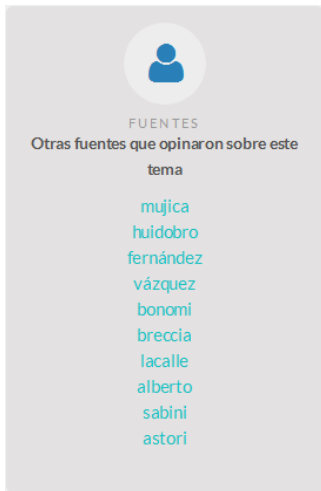 FUENTES
Otras fuentes que opinaron sobre este
tema
mujica
huidobro
fernández
vázquez
bonomi
breccia
lacalle
alberto
sabini
astori